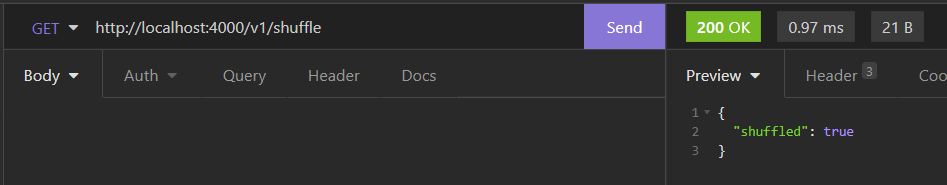 GET http://localhost:4000/v1/shuffle Send 200 OK 0.97 ms 21 B
Body Auth Query Header Docs Preview Header 3 Coo
1 {
2 "shuffled": true
3 }